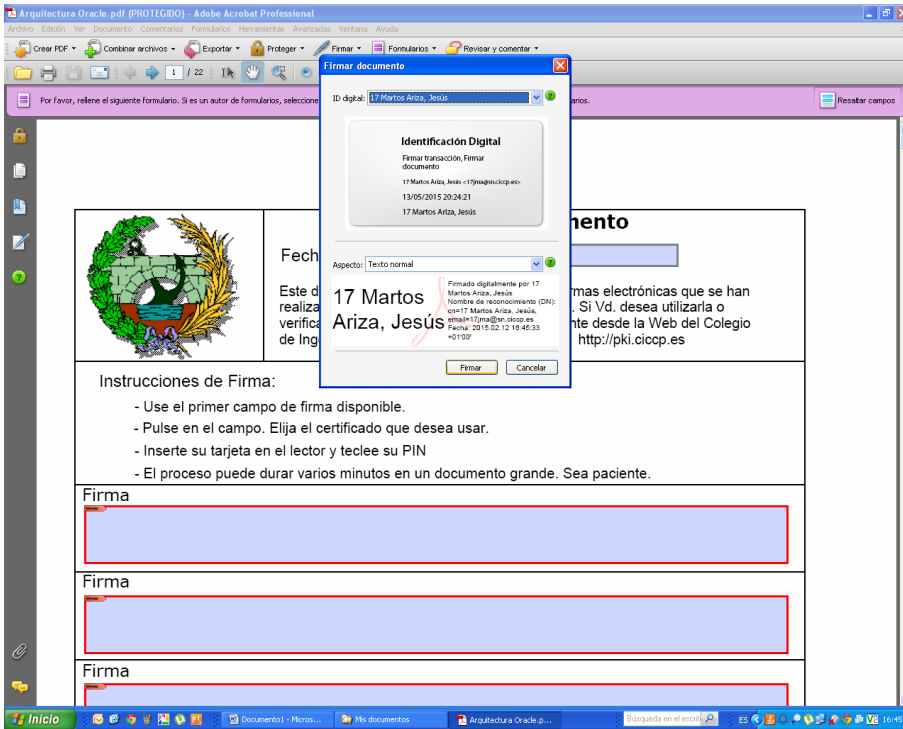 Arquitectura Oracle.pdf (PROTEGIDO) - Adobe Acrobat Professional
Archivo Edición Ver Documento Comentarios Formularios Herramientas Avanzadas Ventana Ayuda
Crear PDF Combinar archivos Exportar Proteger Firmar Formularios Revisar y comentar
1 / 22
Por favor, rellene el siguiente formulario. Si es un autor de formularios, seleccione
arios.
Resaltar campos
Firmar documento
ID digital: 17 Martos Ariza, Jesús
Identificación Digital
Firmar transacción, Firmar
documento
17 Martos Ariza, Jesús <17jma@sn.ciccp.es>
13/05/2015 20:24:21
17 Martos Ariza, Jesús
Aspecto: Texto normal
17 Martos
Ariza, Jesús
Firmado digitalmente por 17
Martos Ariza, Jesús
Nombre de reconocimiento (DN):
cn=17 Martos Ariza, Jesús,
email=17jma@sn.ciccp.es
Fecha: 2015.02.12 16:45:33
+01'00'
Firmar Cancelar
mento
Fech
Este d rmas electrónicas que se han
realiza . Si Vd. desea utilizarla o
verifica nte desde la Web del Colegio
de Ing http://pki.ciccp.es
Instrucciones de Firma:
- Use el primer campo de firma disponible.
- Pulse en el campo. Elija el certificado que desea usar.
- Inserte su tarjeta en el lector y teclee su PIN
- El proceso puede durar varios minutos en un documento grande. Sea paciente.
Firma
Firma
Firma
Inicio Documento1 - Micros... Mis documentos Arquitectura Oracle.p... Búsqueda en el escrit ES 16:45